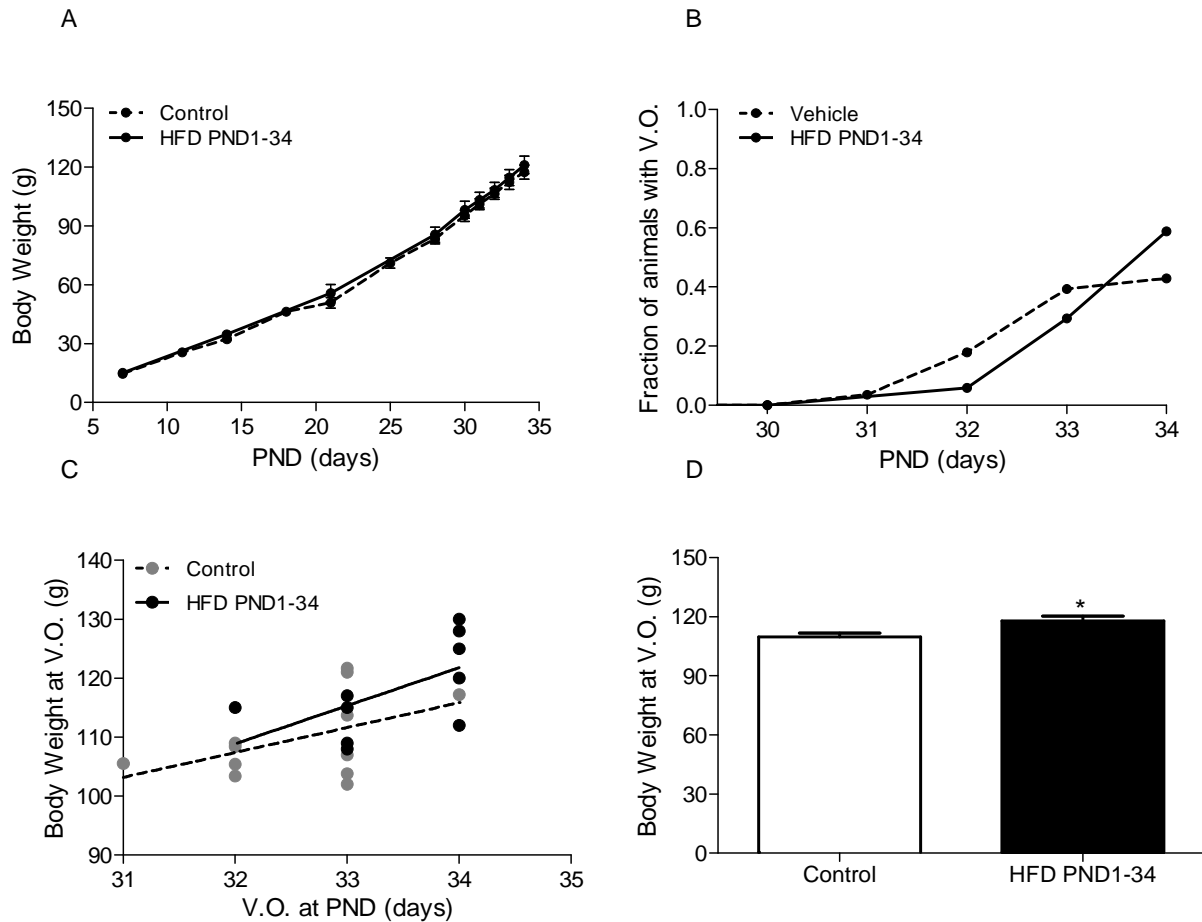 A
Control
HFD PND1-34
Body Weight (g)
150
120
90
60
30
0
5 10 15 20 25 30 35
PND (days)
B
Vehicle
HFD PND1-34
Fraction of animals with V.O.
1.0
0.8
0.6
0.4
0.2
0.0
30 31 32 33 34
PND (days)
C
Control
HFD PND1-34
Body Weight at V.O. (g)
140
130
120
110
100
90
31 32 33 34 35
V.O. at PND (days)
D
Body Weight at V.O. (g)
150
120
90
60
30
0
*
Control HFD PND1-34